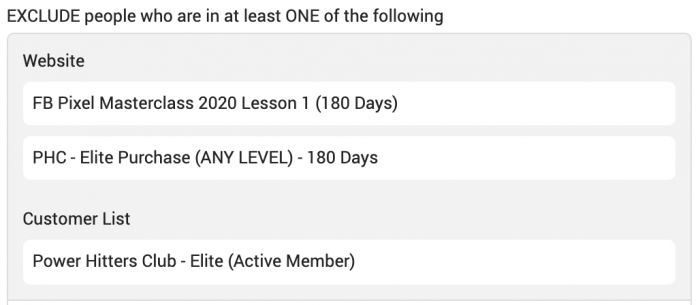 EXCLUDE people who are in at least ONE of the following
Website
FB Pixel Masterclass 2020 Lesson 1 (180 Days)
PHC - Elite Purchase (ANY LEVEL) - 180 Days
Customer List
Power Hitters Club - Elite (Active Member)